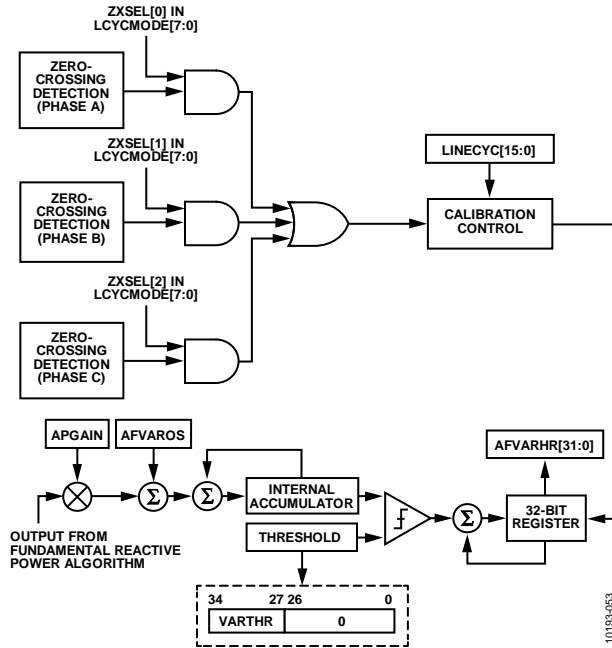 ZXSEL[0] IN
LCYCMODE[7:0]
ZERO-
CROSSING
DETECTION
(PHASE A)
ZXSEL[1] IN
LCYCMODE[7:0]
ZERO-
CROSSING
DETECTION
(PHASE B)
LINECYC[15:0]
CALIBRATION
CONTROL
ZXSEL[2] IN
LCYCMODE[7:0]
ZERO-
CROSSING
DETECTION
(PHASE C)
APGAIN
AFVAROS
AFVARHR[31:0]
Σ
Σ
INTERNAL
ACCUMULATOR
Σ
32-BIT
REGISTER
OUTPUT FROM
FUNDAMENTAL REACTIVE
POWER ALGORITHM
THRESHOLD
34 27 26 0
VARTHR 0
10193-053